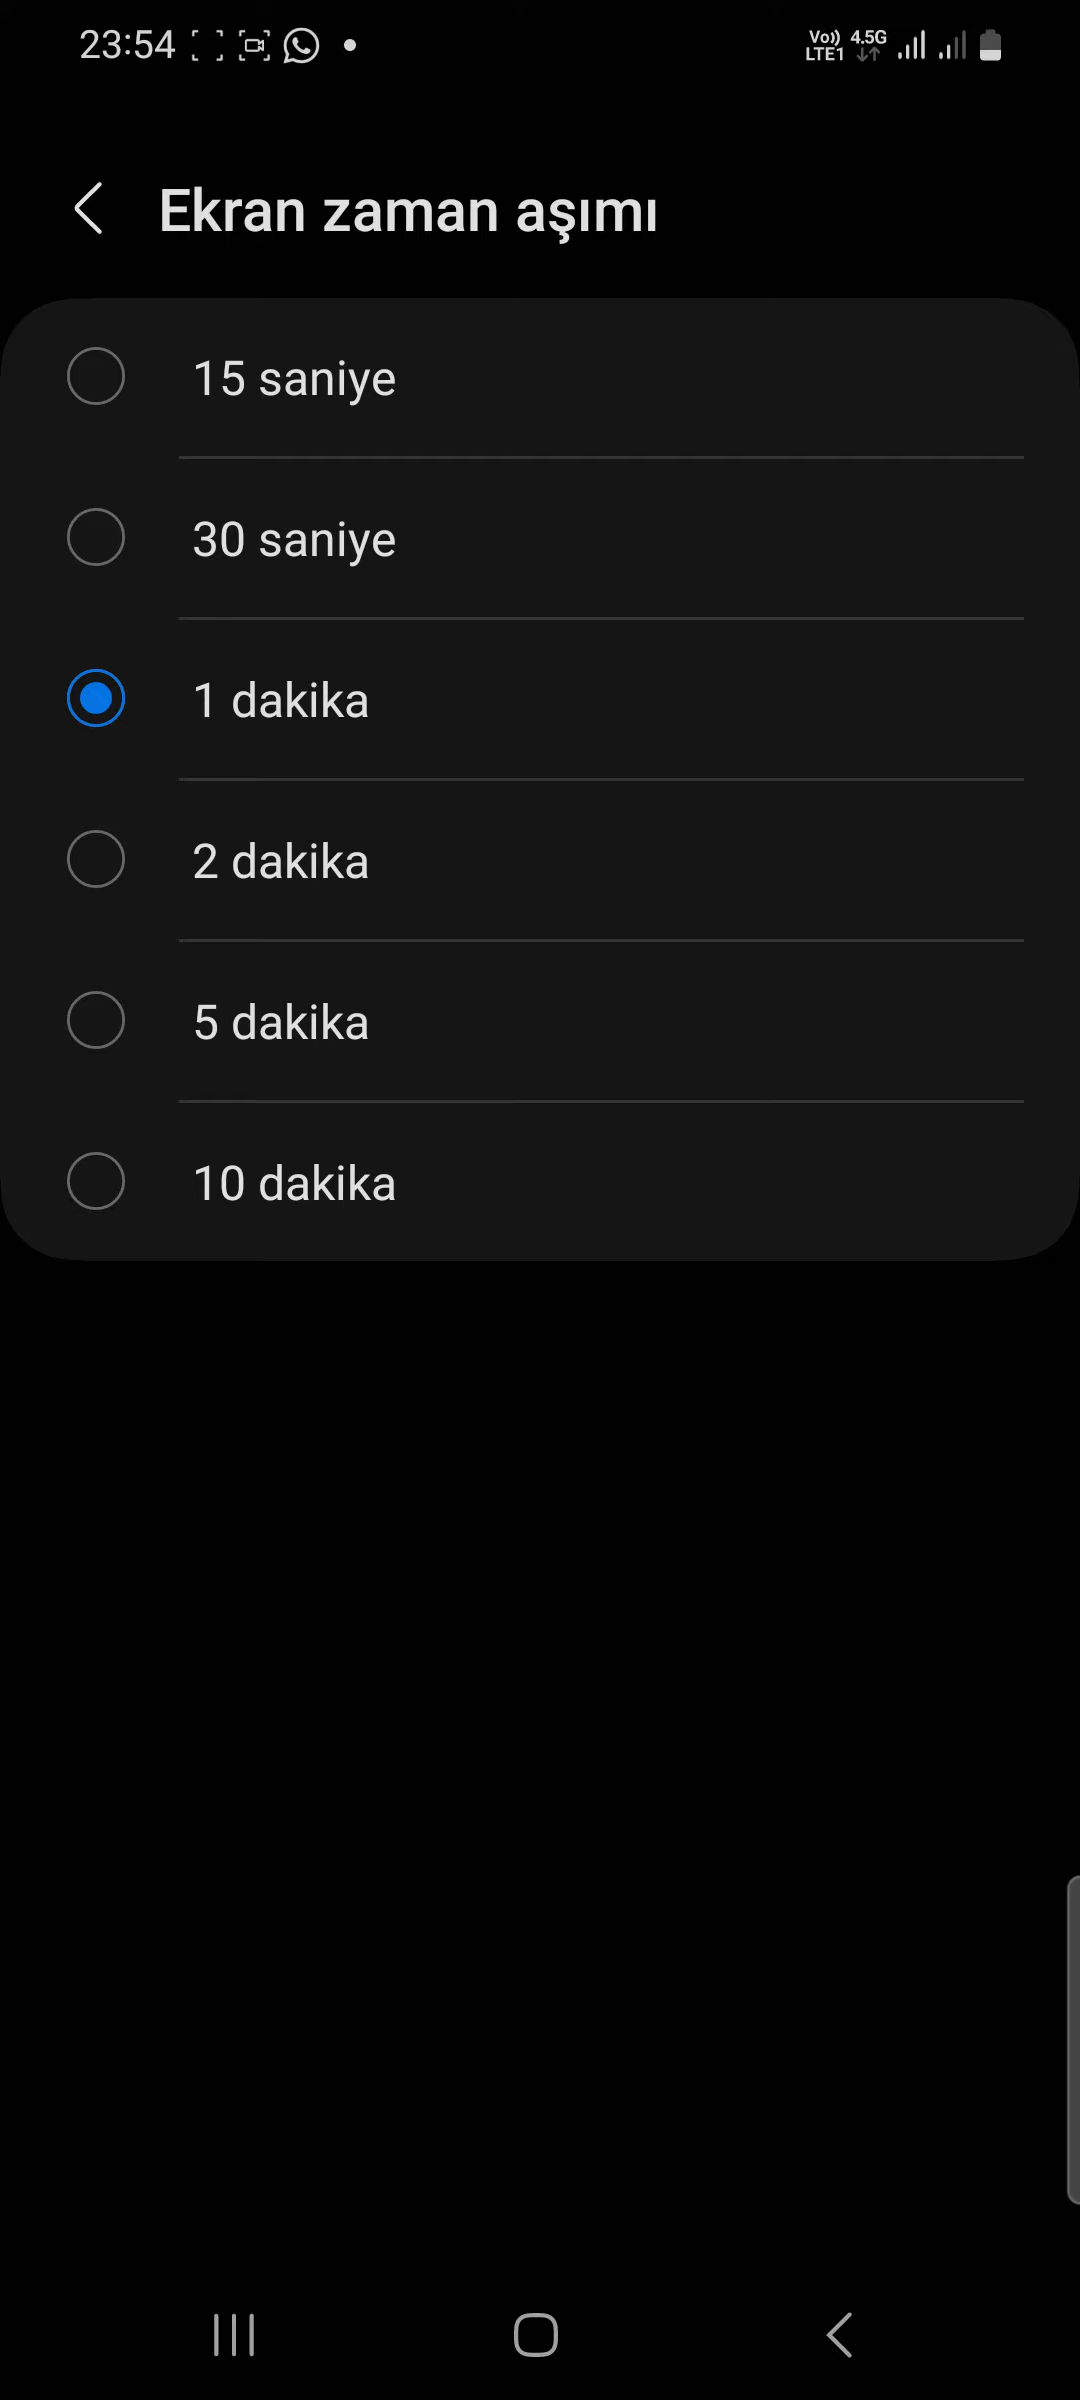 23:54
Vo)) 4.5G
LTE1
Ekran zaman aşımı
15 saniye
30 saniye
1 dakika
2 dakika
5 dakika
10 dakika